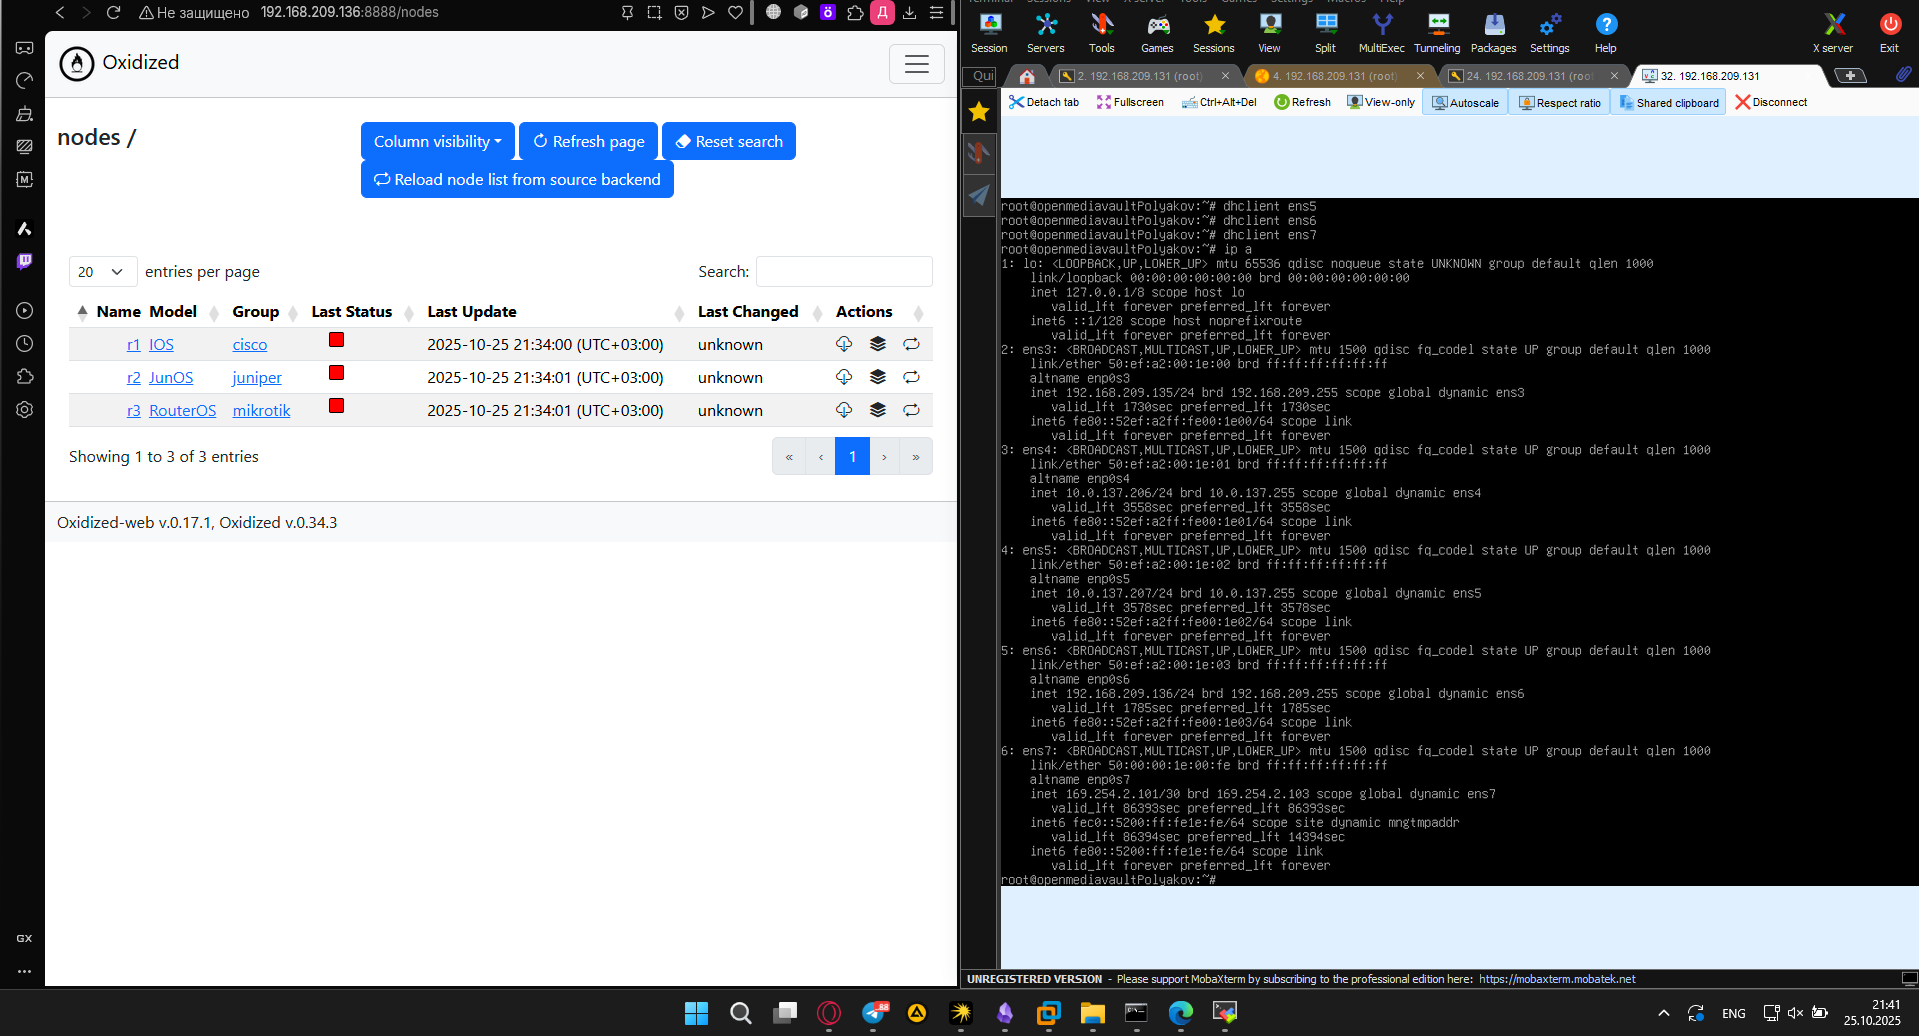 Не защищено 192.168.209.136:8888/nodes
Oxidized
nodes /
Column visibility
Refresh page
Reset search
Reload node list from source backend
20 entries per page
Search:
Name Model Group Last Status Last Update Last Changed Actions
r1 IOS cisco 2025-10-25 21:34:00 (UTC+03:00) unknown
r2 JunOS juniper 2025-10-25 21:34:01 (UTC+03:00) unknown
r3 RouterOS mikrotik 2025-10-25 21:34:01 (UTC+03:00) unknown
Showing 1 to 3 of 3 entries
« ‹ 1 › »
Oxidized-web v.0.17.1, Oxidized v.0.34.3
GX
Terminal Sessions View X server Tools Games Settings Macros Help
Session Servers Tools Games Sessions View Split MultiExec Tunneling Packages Settings Help X server Exit
Qui
2. 192.168.209.131 (root)
4. 192.168.209.131 (root)
24. 192.168.209.131 (root
32. 192.168.209.131
Detach tab Fullscreen Ctrl+Alt+Del Refresh View-only Autoscale Respect ratio Shared clipboard Disconnect
root@openmediavaultPolyakov:~# dhclient ens5
root@openmediavaultPolyakov:~# dhclient ens6
root@openmediavaultPolyakov:~# dhclient ens7
root@openmediavaultPolyakov:~# ip a
1: lo: <LOOPBACK,UP,LOWER_UP> mtu 65536 qdisc noqueue state UNKNOWN group default qlen 1000
link/loopback 00:00:00:00:00:00 brd 00:00:00:00:00:00
inet 127.0.0.1/8 scope host lo
valid_lft forever preferred_lft forever
inet6 ::1/128 scope host noprefixroute
valid_lft forever preferred_lft forever
2: ens3: <BROADCAST,MULTICAST,UP,LOWER_UP> mtu 1500 qdisc fq_codel state UP group default qlen 1000
link/ether 50:ef:a2:00:1e:00 brd ff:ff:ff:ff:ff:ff
altname enp0s3
inet 192.168.209.135/24 brd 192.168.209.255 scope global dynamic ens3
valid_lft 1730sec preferred_lft 1730sec
inet6 fe80::52ef:a2ff:fe00:1e00/64 scope link
valid_lft forever preferred_lft forever
3: ens4: <BROADCAST,MULTICAST,UP,LOWER_UP> mtu 1500 qdisc fq_codel state UP group default qlen 1000
link/ether 50:ef:a2:00:1e:01 brd ff:ff:ff:ff:ff:ff
altname enp0s4
inet 10.0.137.206/24 brd 10.0.137.255 scope global dynamic ens4
valid_lft 3558sec preferred_lft 3558sec
inet6 fe80::52ef:a2ff:fe00:1e01/64 scope link
valid_lft forever preferred_lft forever
4: ens5: <BROADCAST,MULTICAST,UP,LOWER_UP> mtu 1500 qdisc fq_codel state UP group default qlen 1000
link/ether 50:ef:a2:00:1e:02 brd ff:ff:ff:ff:ff:ff
altname enp0s5
inet 10.0.137.207/24 brd 10.0.137.255 scope global dynamic ens5
valid_lft 3578sec preferred_lft 3578sec
inet6 fe80::52ef:a2ff:fe00:1e02/64 scope link
valid_lft forever preferred_lft forever
5: ens6: <BROADCAST,MULTICAST,UP,LOWER_UP> mtu 1500 qdisc fq_codel state UP group default qlen 1000
link/ether 50:ef:a2:00:1e:03 brd ff:ff:ff:ff:ff:ff
altname enp0s6
inet 192.168.209.136/24 brd 192.168.209.255 scope global dynamic ens6
valid_lft 1785sec preferred_lft 1785sec
inet6 fe80::52ef:a2ff:fe00:1e03/64 scope link
valid_lft forever preferred_lft forever
6: ens7: <BROADCAST,MULTICAST,UP,LOWER_UP> mtu 1500 qdisc fq_codel state UP group default qlen 1000
link/ether 50:00:00:1e:00:fe brd ff:ff:ff:ff:ff:ff
altname enp0s7
inet 169.254.2.101/30 brd 169.254.2.103 scope global dynamic ens7
valid_lft 86393sec preferred_lft 86393sec
inet6 fec0::5200:ff:fe1e:fe/64 scope site dynamic mngtmpaddr
valid_lft 86394sec preferred_lft 14394sec
inet6 fe80::5200:ff:fe1e:fe/64 scope link
valid_lft forever preferred_lft forever
root@openmediavaultPolyakov:~#
UNREGISTERED VERSION - Please support MobaXterm by subscribing to the professional edition here: https://mobaxterm.mobatek.net
88
ENG
21:41
25.10.2025